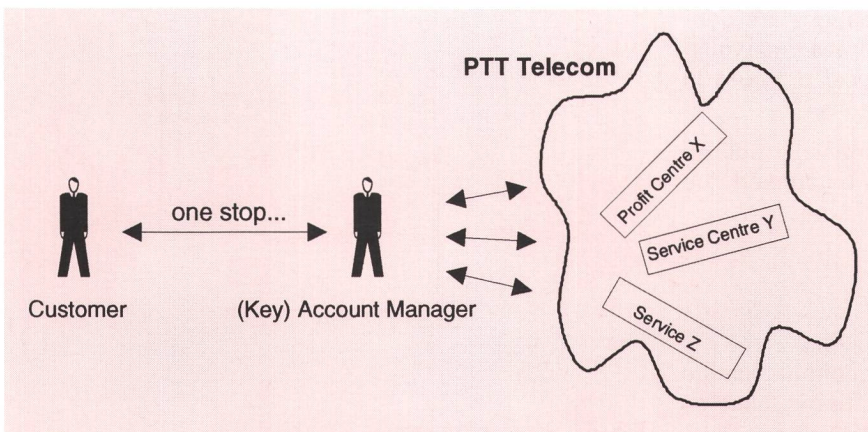 PTT Telecom
Profit Centre X
one stop...
Service Centre Y
Customer
(Key) Account Manager
Service Z